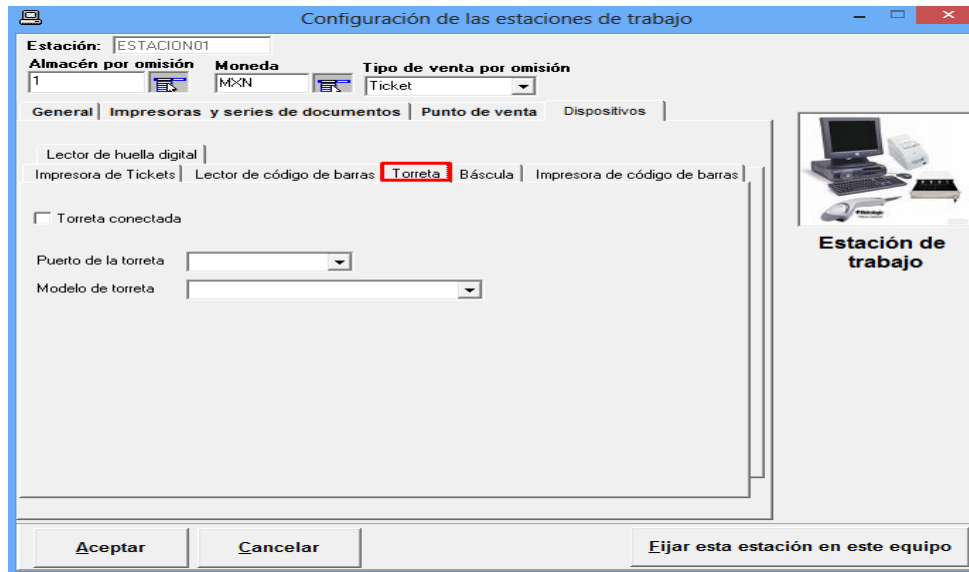 Configuración de las estaciones de trabajo
Estación: ESTACION01
Almacén por omisión Moneda Tipo de venta por omisión
1 MXN Ticket
General Impresoras y series de documentos Punto de venta Dispositivos
Lector de huella digital
Impresora de Tickets Lector de código de barras Torreta Báscula Impresora de código de barras
Torreta conectada
Puerto de la torreta
Modelo de torreta
Estación de
trabajo
Aceptar Cancelar Fijar esta estación en este equipo